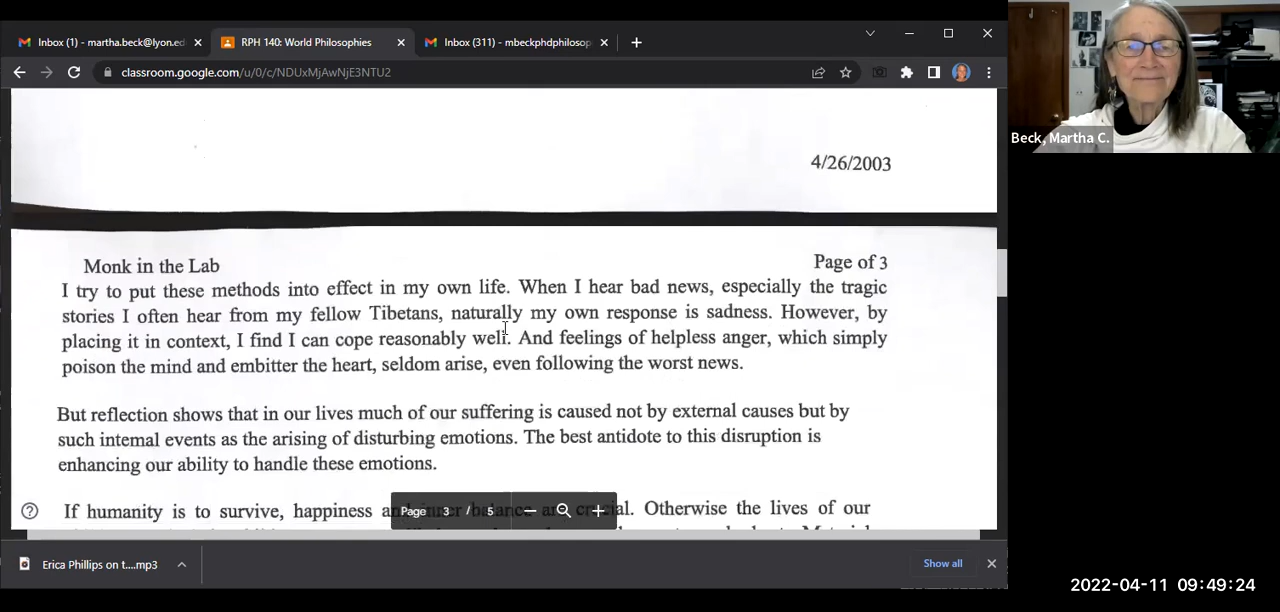 Inbox (1) - martha.beck@lyon.ed
RPH 140: World Philosophies
Inbox (311) - mbeckphdphilosop
classroom.google.com/u/0/c/NDUxMjAwNjE3NTU2
Beck, Martha C.
4/26/2003
Monk in the Lab
Page of 3
I try to put these methods into effect in my own life. When I hear bad news, especially the tragic
stories I often hear from my fellow Tibetans, naturally my own response is sadness. However, by
placing it in context, I find I can cope reasonably well. And feelings of helpless anger, which simply
poison the mind and embitter the heart, seldom arise, even following the worst news.
But reflection shows that in our lives much of our suffering is caused not by external causes but by
such intemal events as the arising of disturbing emotions. The best antidote to this disruption is
enhancing our ability to handle these emotions.
If humanity is to survive, happiness and inner balance are crucial. Otherwise the lives of our
Page 3 / 5
Erica Phillips on t....mp3
Show all
2022-04-11 09:49:24